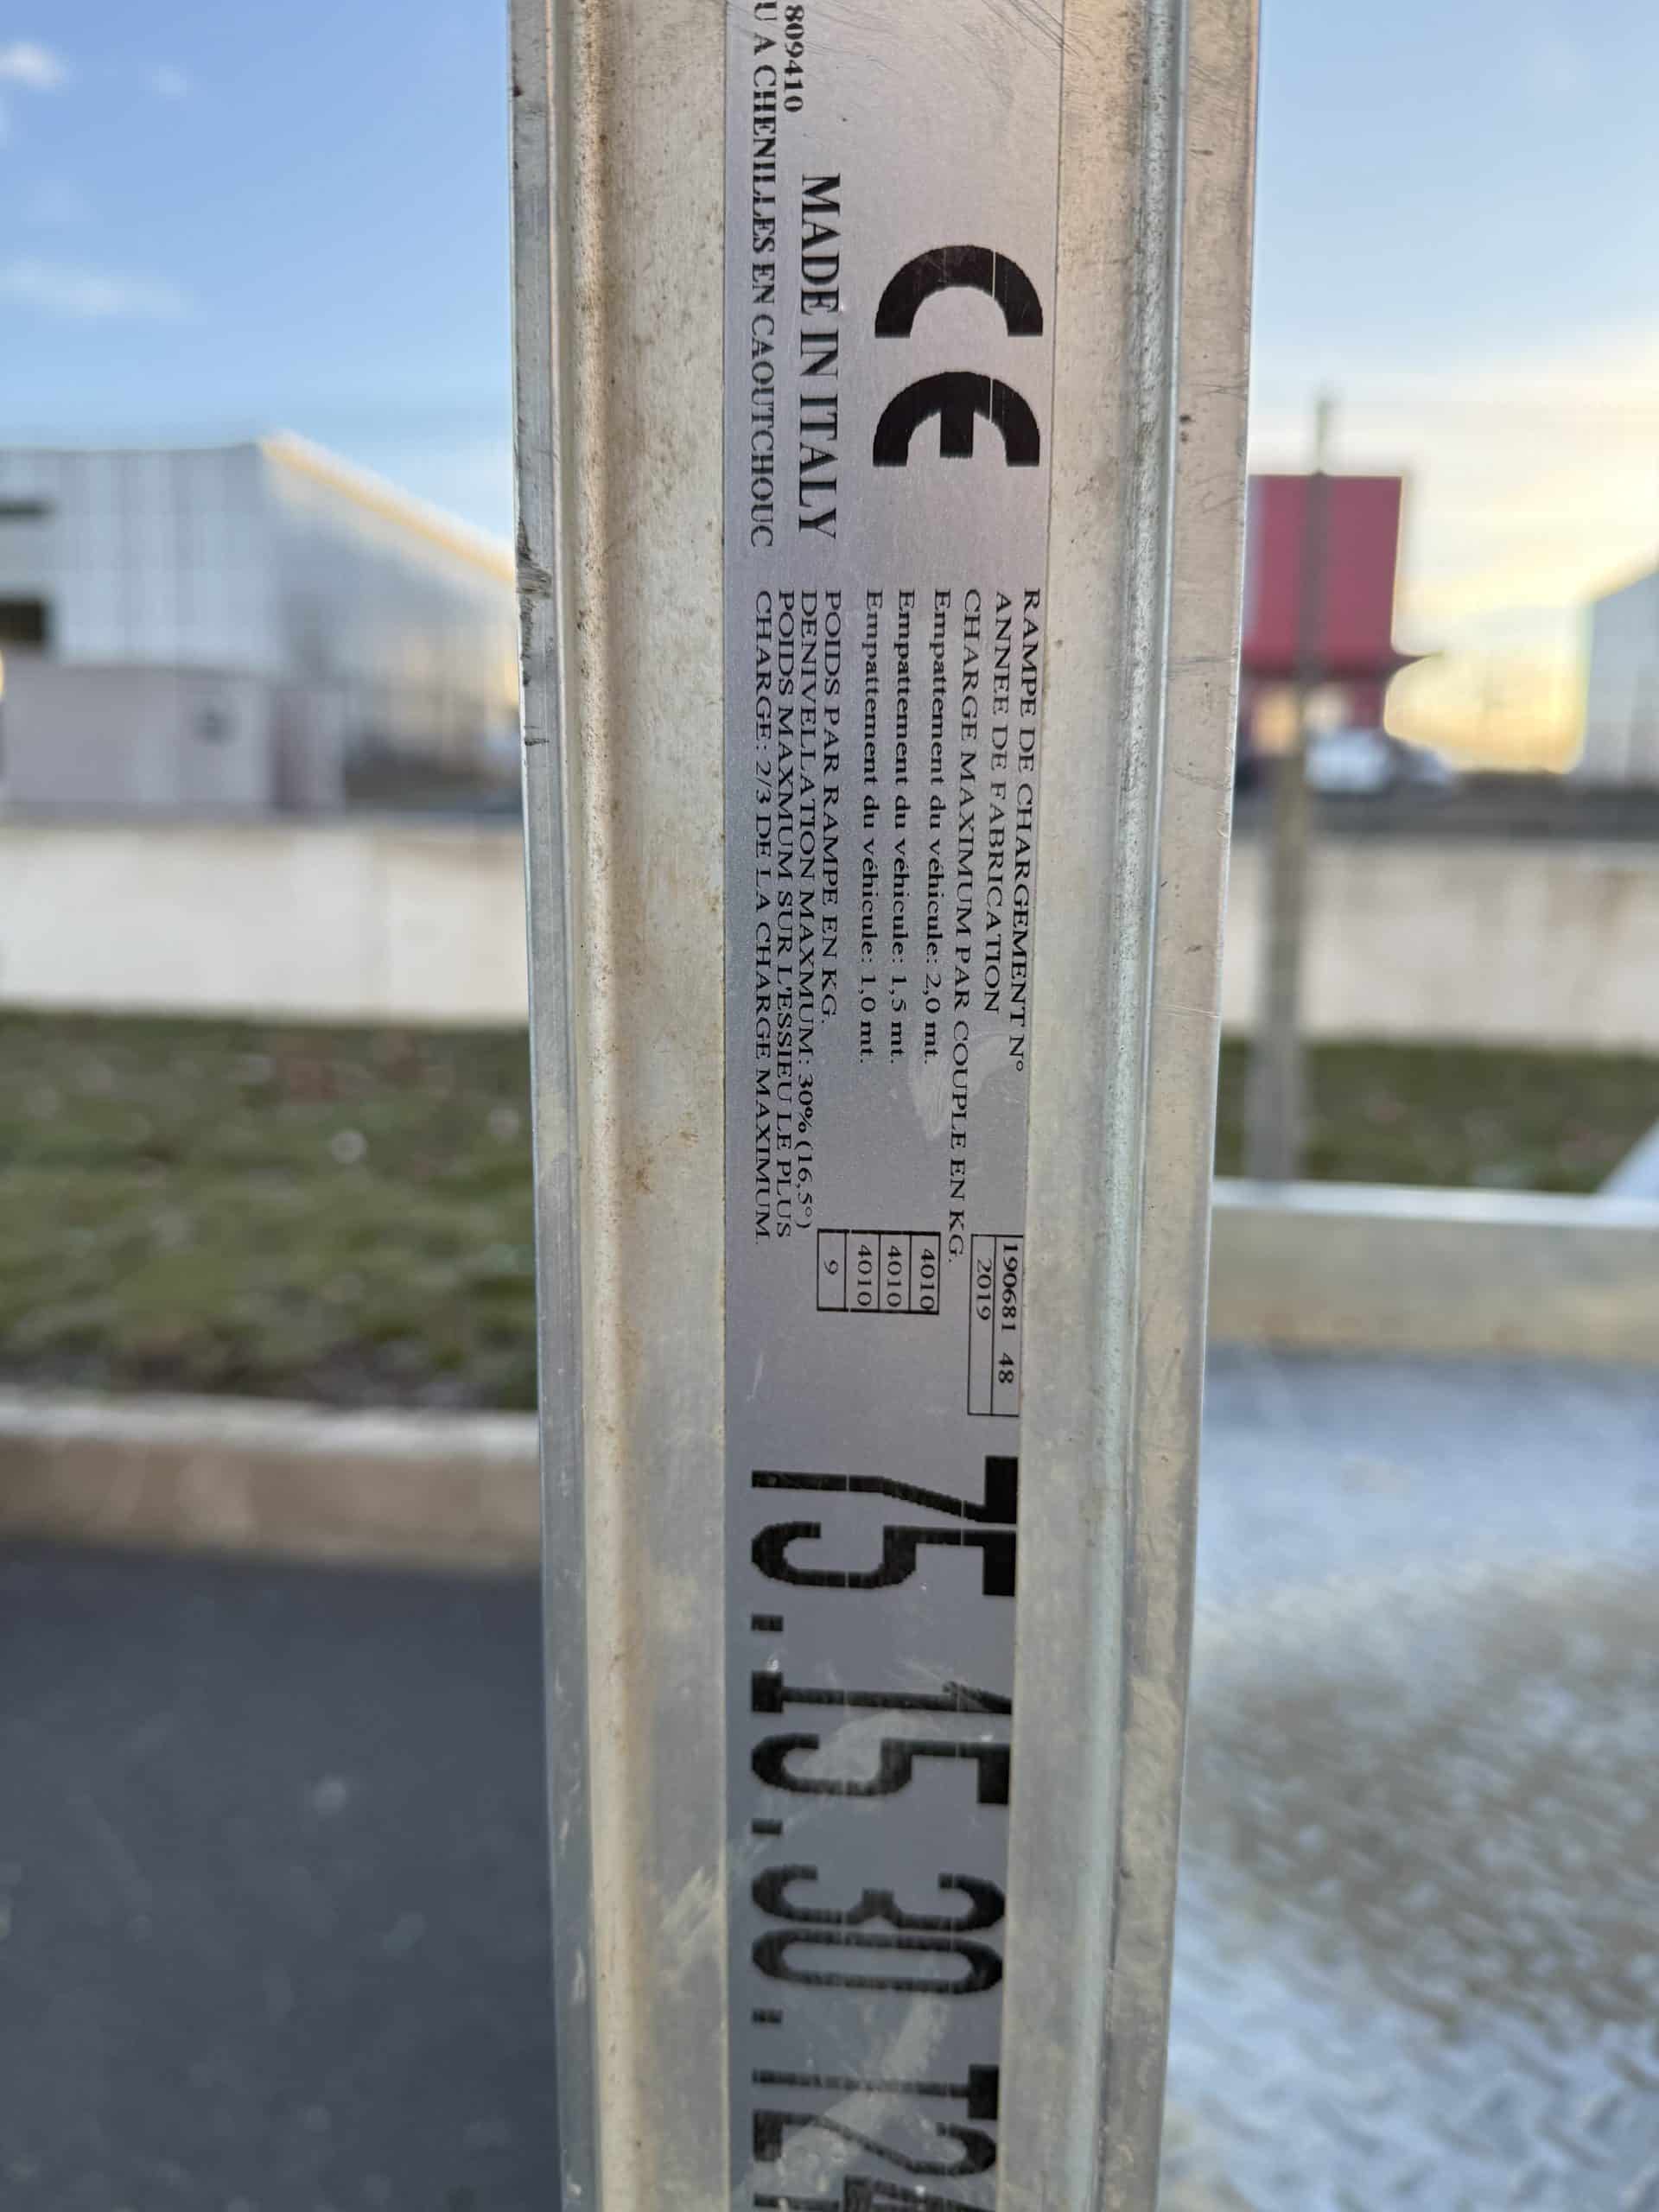 809410
U A CHENILLES EN CAOUTCHOUC
MADE IN ITALY
CE
RAMPE DE CHARGEMENT N° 190681 48
ANNEE DE FABRICATION 2019
CHARGE MAXIMUM PAR COUPLE EN KG.
Empattement du véhicule: 2,0 mt. 4010
Empattement du véhicule: 1,5 mt. 4010
Empattement du véhicule: 1,0 mt. 4010
POIDS PAR RAMPE EN KG. 9
DENIVELLATION MAXMUM: 30% (16,5°)
POIDS MAXMUM SUR L'ESSIEU LE PLUS
CHARGE: 2/3 DE LA CHARGE MAXIMUM.
75.15.30.T24